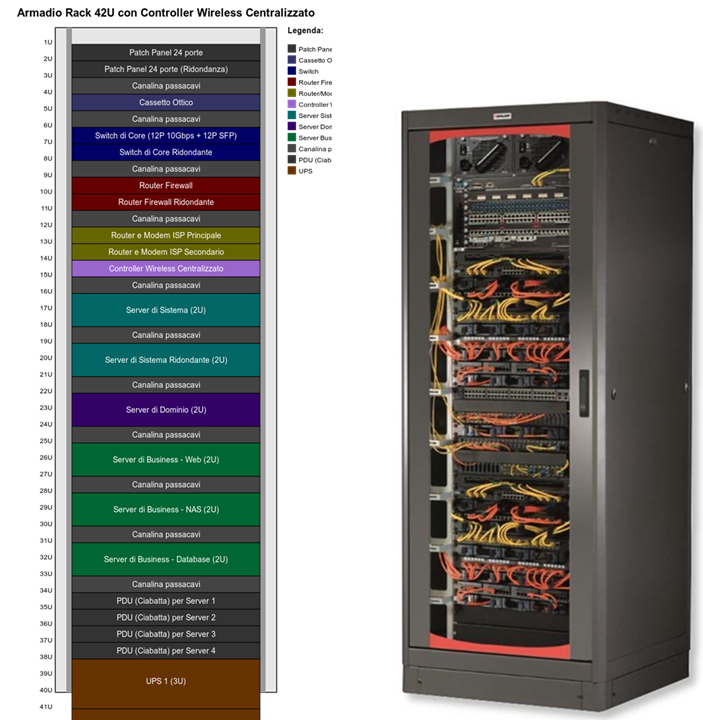 Armadio Rack 42U con Controller Wireless Centralizzato
Legenda:
Patch Pane
Cassetto O
Switch
Router Fire
Router/Mod
Controller
Server Sist
Server Dom
Server Bus
Canalina p
PDU (Ciab
UPS
1U
2U
3U
4U
5U
6U
7U
8U
9U
10U
11U
12U
13U
14U
15U
16U
17U
18U
19U
20U
21U
22U
23U
24U
25U
26U
27U
28U
29U
30U
31U
32U
33U
34U
35U
36U
37U
38U
39U
40U
41U
Patch Panel 24 porte
Patch Panel 24 porte (Ridondanza)
Canalina passacavi
Cassetto Ottico
Canalina passacavi
Switch di Core (12P 10Gbps + 12P SFP)
Switch di Core Ridondante
Canalina passacavi
Router Firewall
Router Firewall Ridondante
Canalina passacavi
Router e Modem ISP Principale
Router e Modem ISP Secondario
Controller Wireless Centralizzato
Canalina passacavi
Server di Sistema (2U)
Canalina passacavi
Server di Sistema Ridondante (2U)
Canalina passacavi
Server di Dominio (2U)
Canalina passacavi
Server di Business - Web (2U)
Canalina passacavi
Server di Business - NAS (2U)
Canalina passacavi
Server di Business - Database (2U)
Canalina passacavi
PDU (Ciabatta) per Server 1
PDU (Ciabatta) per Server 2
PDU (Ciabatta) per Server 3
PDU (Ciabatta) per Server 4
UPS 1 (3U)